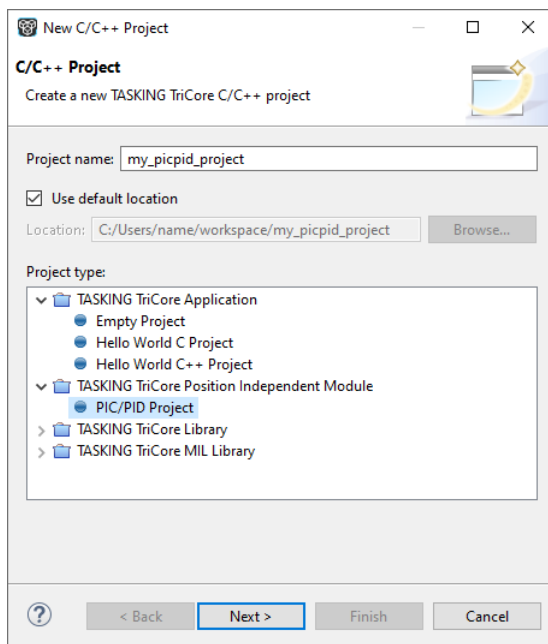 New C/C++ Project
C/C++ Project
Create a new TASKING TriCore C/C++ project
Project name: my_picpid_project
Use default location
Location: C:/Users/name/workspace/my_picpid_project Browse...
Project type:
TASKING TriCore Application
Empty Project
Hello World C Project
Hello World C++ Project
TASKING TriCore Position Independent Module
PIC/PID Project
TASKING TriCore Library
TASKING TriCore MIL Library
? < Back Next > Finish Cancel